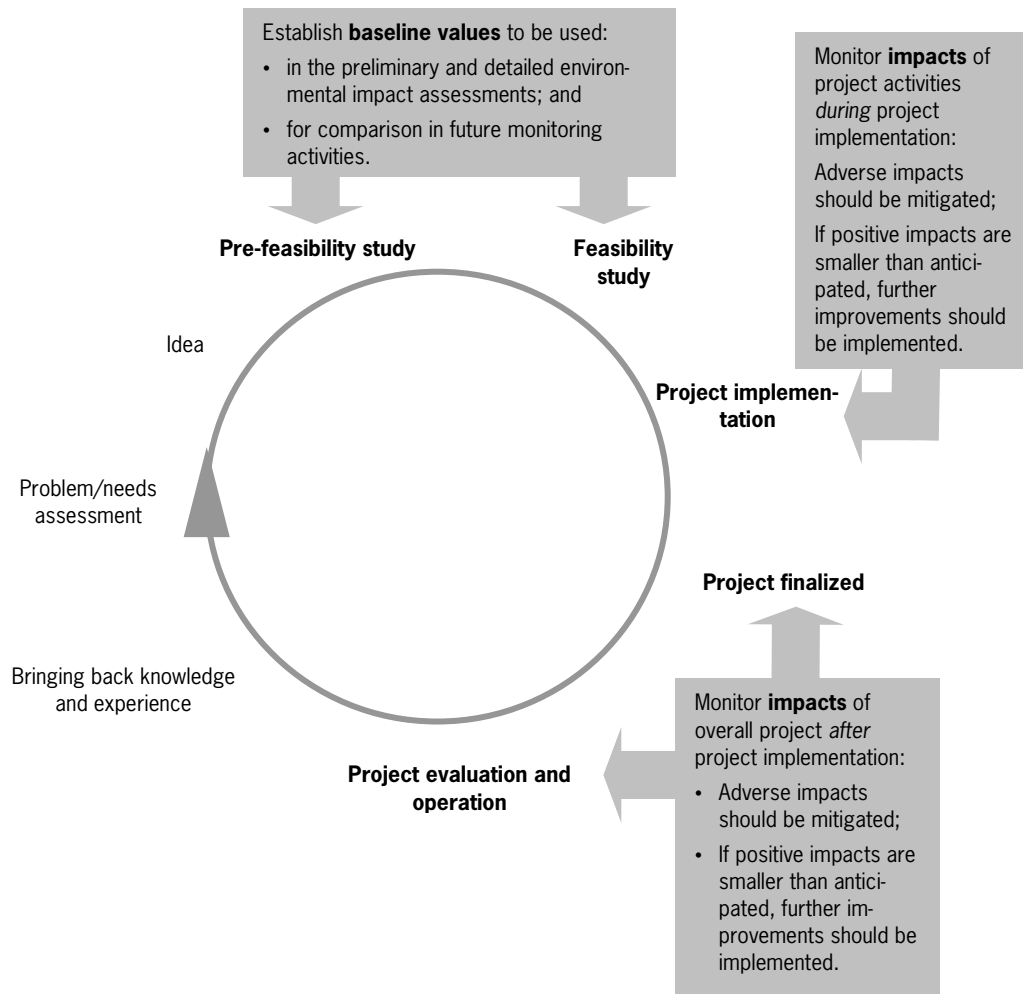 Establish baseline values to be used:
• in the preliminary and detailed environ-
mental impact assessments; and
• for comparison in future monitoring
activities.
Monitor impacts of
project activities
during project
implementation:
Adverse impacts
should be mitigated;
If positive impacts are
smaller than antici-
pated, further
improvements should
be implemented.
Pre-feasibility study
Feasibility
study
Idea
Project implemen-
tation
Problem/needs
assessment
Project finalized
Bringing back knowledge
and experience
Monitor impacts of
overall project after
project implementation:
• Adverse impacts
should be mitigated;
• If positive impacts are
smaller than antici-
pated, further im-
provements should be
implemented.
Project evaluation and
operation